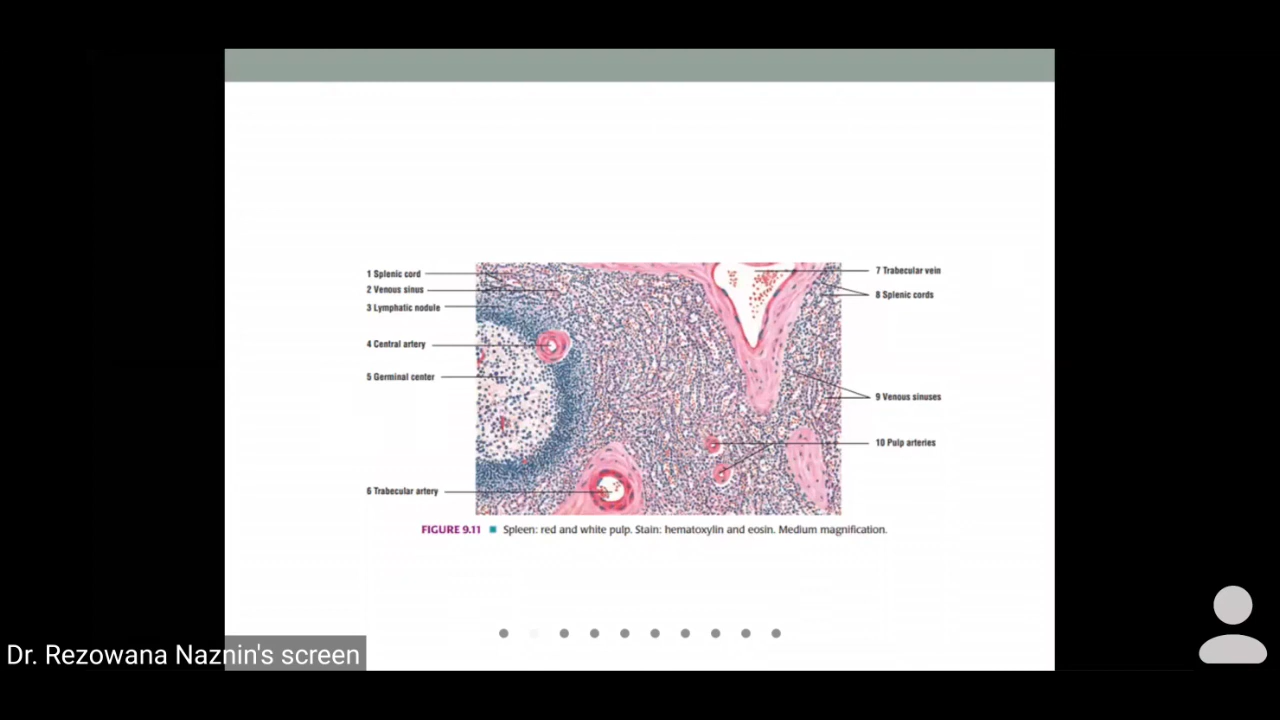 1 Splenic cord
2 Venous sinus
3 Lymphatic nodule
4 Central artery
5 Germinal center
6 Trabecular artery
7 Trabecular vein
8 Splenic cords
9 Venous sinuses
10 Pulp arteries
FIGURE 9.11 Spleen: red and white pulp. Stain: hematoxylin and eosin. Medium magnification.
Dr. Rezowana Naznin's screen